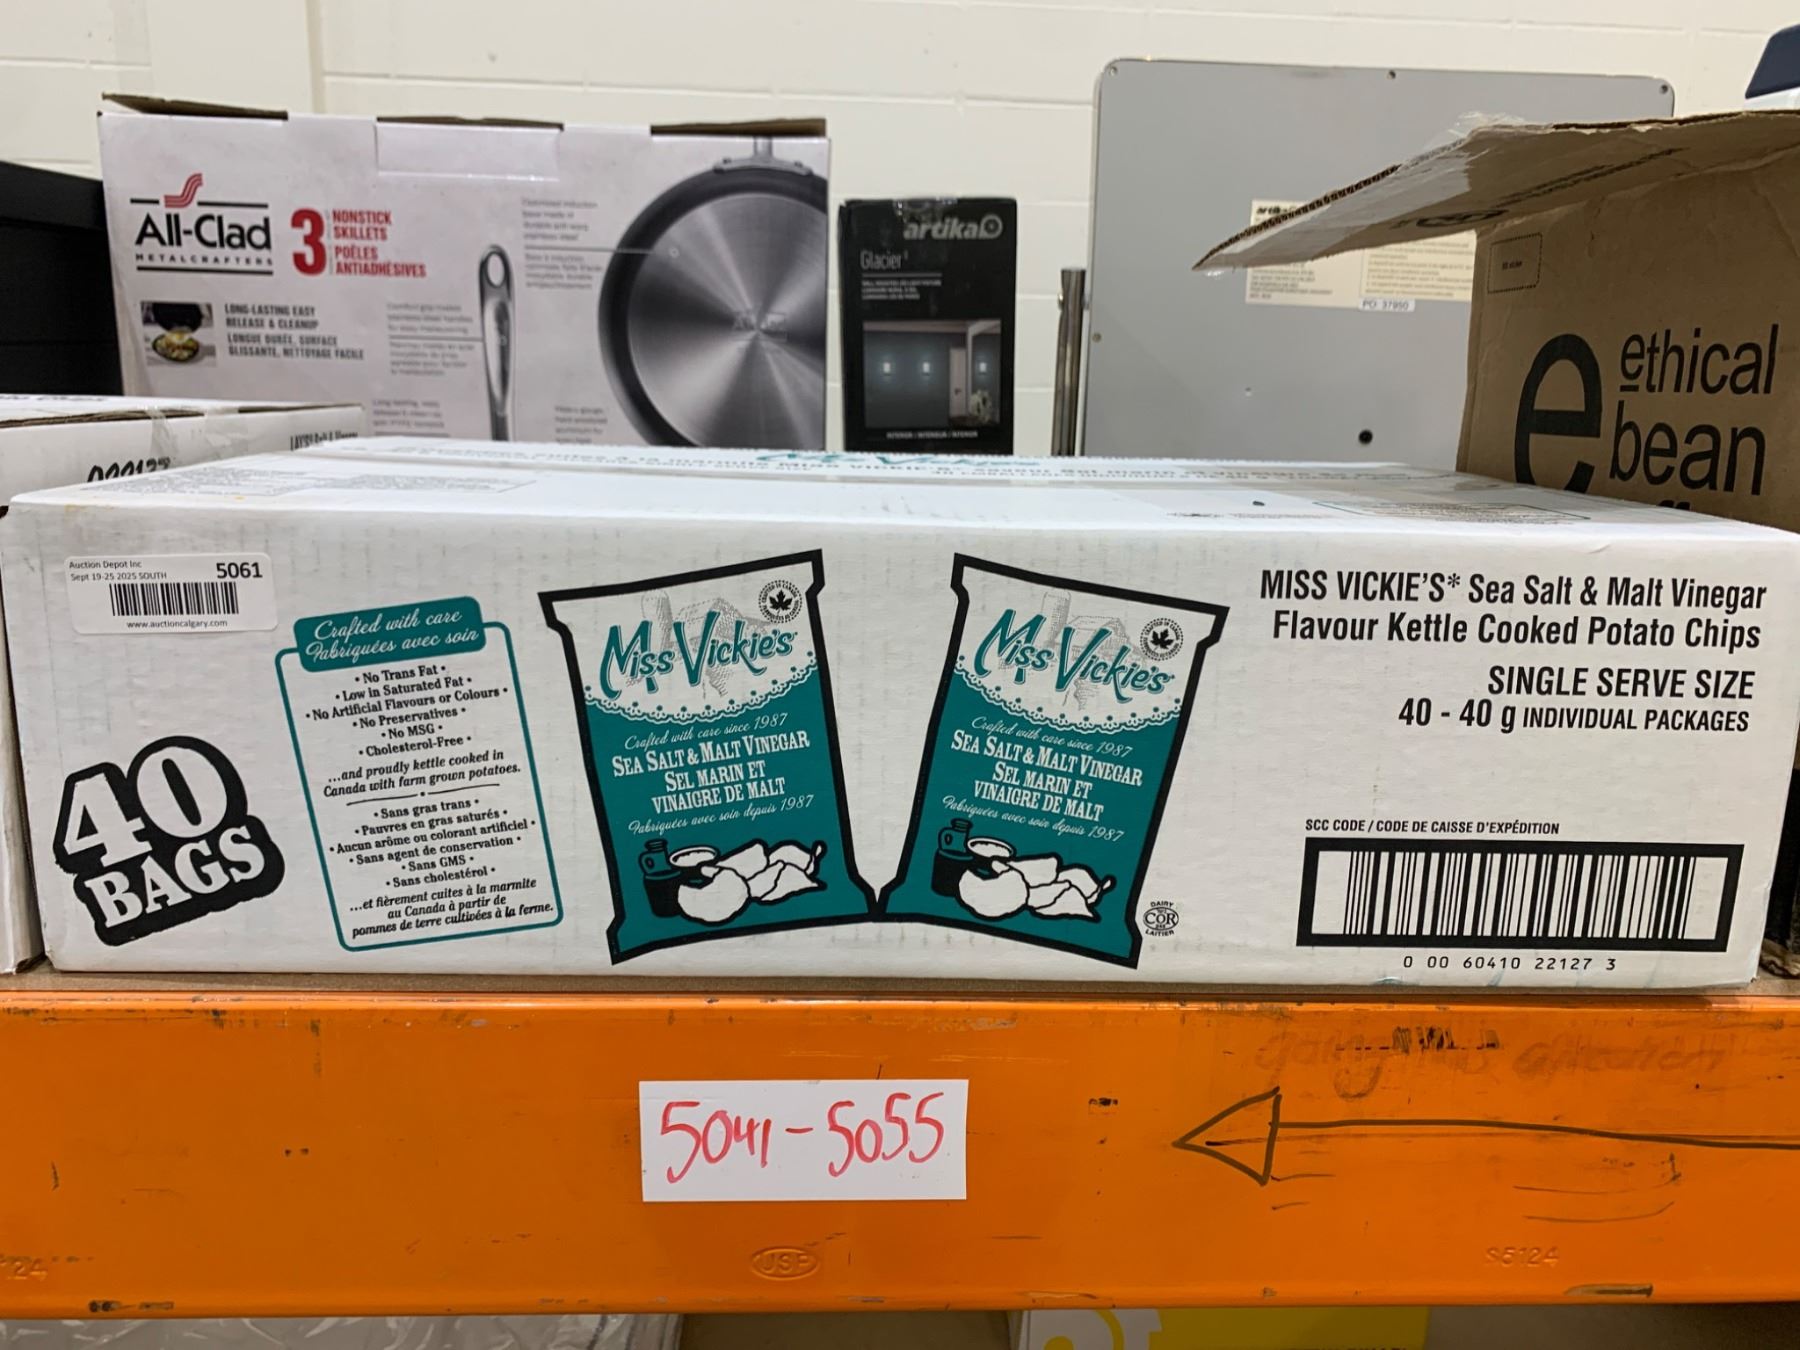 All-Clad
METALCRAFTERS
3
NONSTICK
SKILLETS
POÊLES
ANTIADHÉSIVES
LONG-LASTING EASY
RELEASE & CLEANUP
LONGUE DURÉE, SURFACE
GLISSANTE, NETTOYAGE FACILE
artika
Glacier
PO: 37950
e
ethical
bean
Auction Depot Inc
Sept 19-25 2025 SOUTH
5061
www.auctioncalgary.com
40
BAGS
Crafted with care
Fabriquées avec soin
• No Trans Fat •
• Low in Saturated Fat •
• No Artificial Flavours or Colours •
• No Preservatives •
• No MSG •
• Cholesterol-Free •
...and proudly kettle cooked in
Canada with farm grown potatoes.
• Sans gras trans •
• Pauvres en gras saturés •
• Aucun arôme ou colorant artificiel •
• Sans agent de conservation •
• Sans GMS •
• Sans cholestérol •
...et fièrement cuites à la marmite
au Canada à partir de
pommes de terre cultivées à la ferme.
Miss Vickie's
Crafted with care since 1987
SEA SALT & MALT VINEGAR
SEL MARIN ET
VINAIGRE DE MALT
Fabriquées avec soin depuis 1987
Miss Vickie's
Crafted with care since 1987
SEA SALT & MALT VINEGAR
SEL MARIN ET
VINAIGRE DE MALT
Fabriquées avec soin depuis 1987
DAIRY
COR
LAITIER
MISS VICKIE'S* Sea Salt & Malt Vinegar
Flavour Kettle Cooked Potato Chips
SINGLE SERVE SIZE
40 - 40 g INDIVIDUAL PACKAGES
SCC CODE / CODE DE CAISSE D'EXPÉDITION
0 00 60410 22127 3
5041-5055
USP
S5124